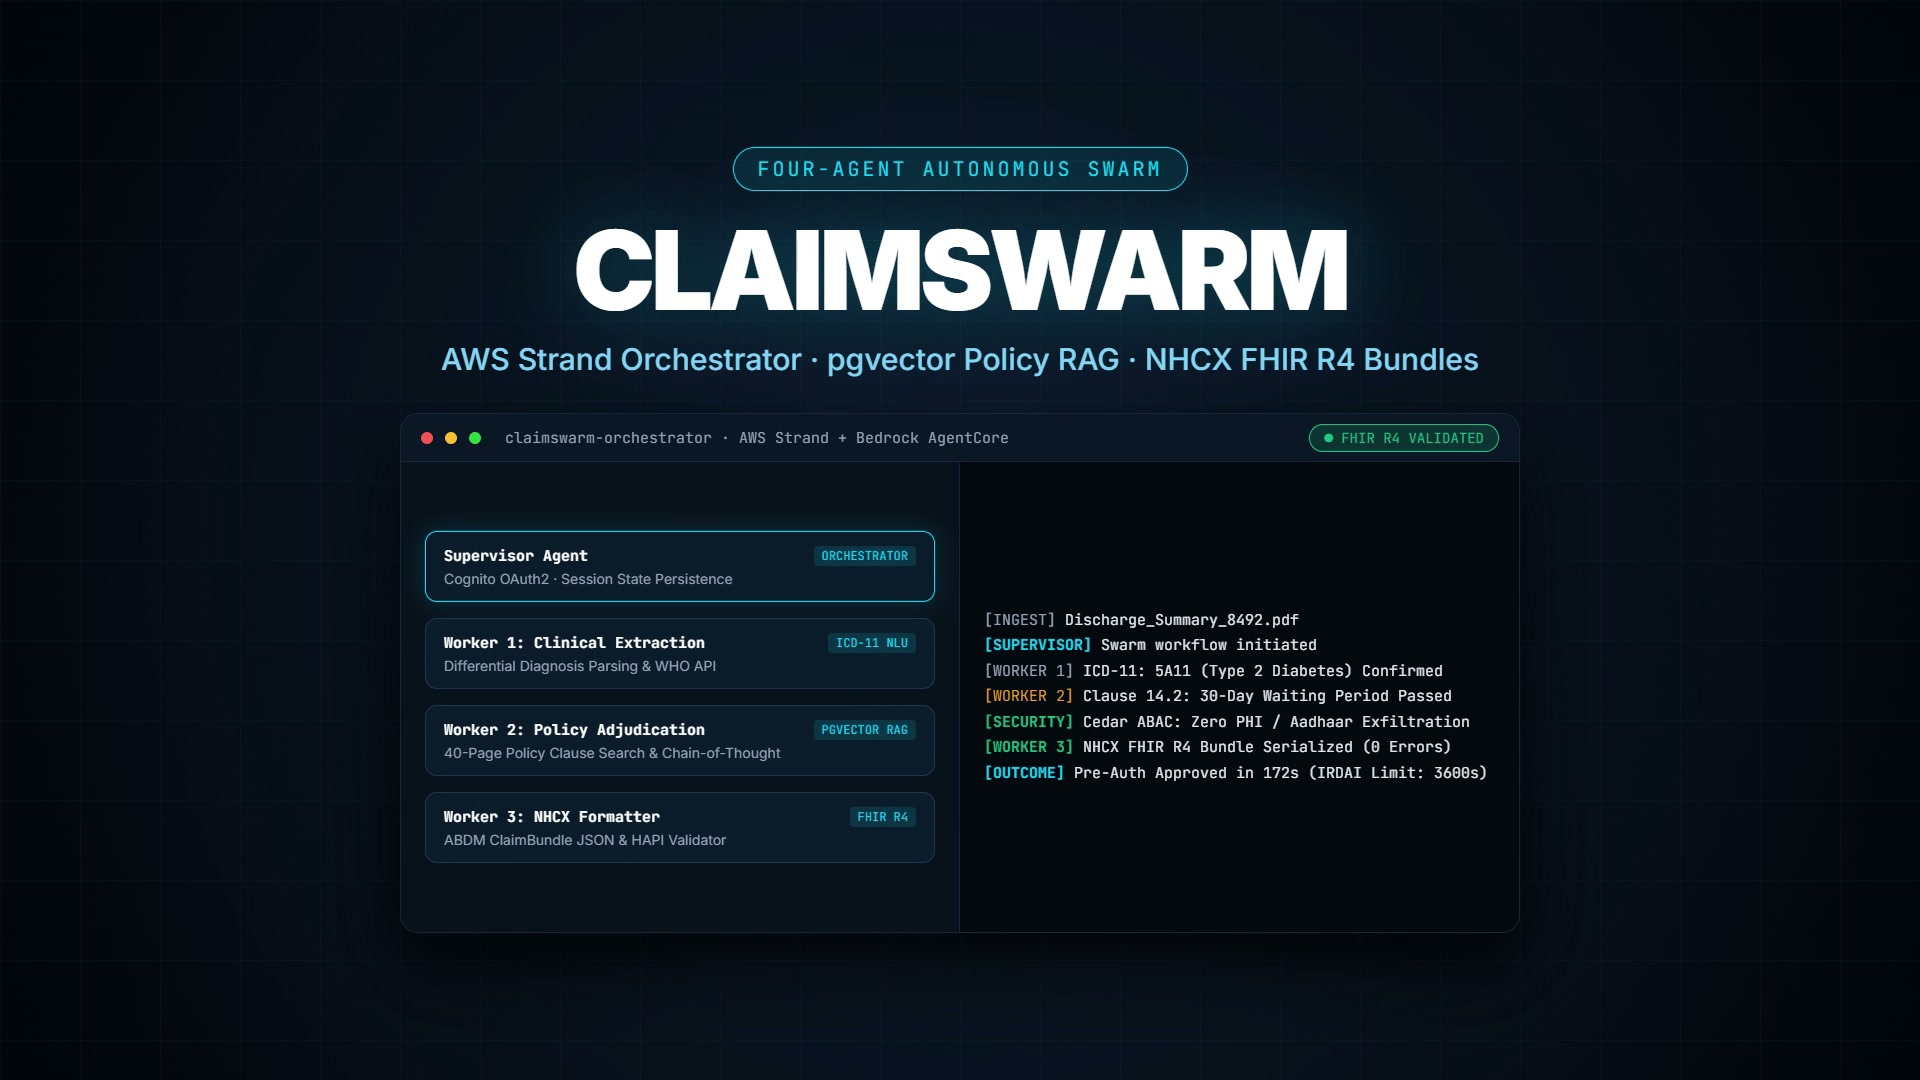 FOUR-AGENT AUTONOMOUS SWARM
CLAIMSWARM
AWS Strand Orchestrator · pgvector Policy RAG · NHCX FHIR R4 Bundles
claimswarm-orchestrator · AWS Strand + Bedrock AgentCore
FHIR R4 VALIDATED
Supervisor Agent
ORCHESTRATOR
Cognito OAuth2 · Session State Persistence
Worker 1: Clinical Extraction
ICD-11 NLU
Differential Diagnosis Parsing & WHO API
Worker 2: Policy Adjudication
PGVECTOR RAG
40-Page Policy Clause Search & Chain-of-Thought
Worker 3: NHCX Formatter
FHIR R4
ABDM ClaimBundle JSON & HAPI Validator
[INGEST] Discharge_Summary_8492.pdf
[SUPERVISOR] Swarm workflow initiated
[WORKER 1] ICD-11: 5A11 (Type 2 Diabetes) Confirmed
[WORKER 2] Clause 14.2: 30-Day Waiting Period Passed
[SECURITY] Cedar ABAC: Zero PHI / Aadhaar Exfiltration
[WORKER 3] NHCX FHIR R4 Bundle Serialized (0 Errors)
[OUTCOME] Pre-Auth Approved in 172s (IRDAI Limit: 3600s)